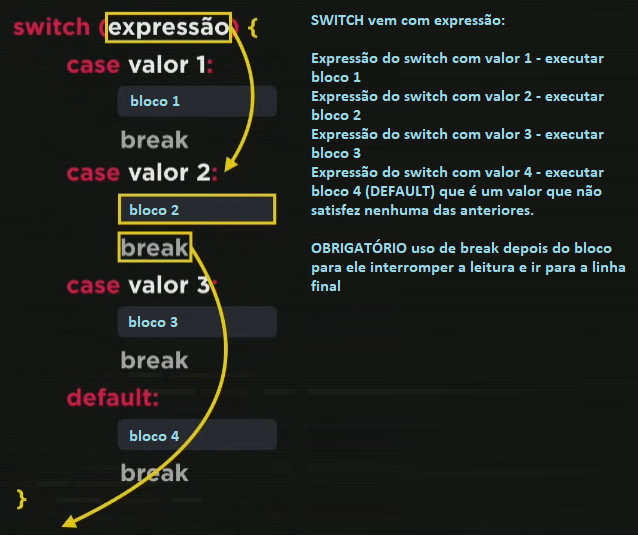 switch (expressão) {
case valor 1:
bloco 1
break
case valor 2:
bloco 2
break
case valor 3:
bloco 3
break
default:
bloco 4
break
}
SWITCH vem com expressão:
Expressão do switch com valor 1 - executar
bloco 1
Expressão do switch com valor 2 - executar
bloco 2
Expressão do switch com valor 3 - executar
bloco 3
Expressão do switch com valor 4 - executar
bloco 4 (DEFAULT) que é um valor que não
satisfez nenhuma das anteriores.
OBRIGATÓRIO uso de break depois do bloco
para ele interromper a leitura e ir para a linha
final